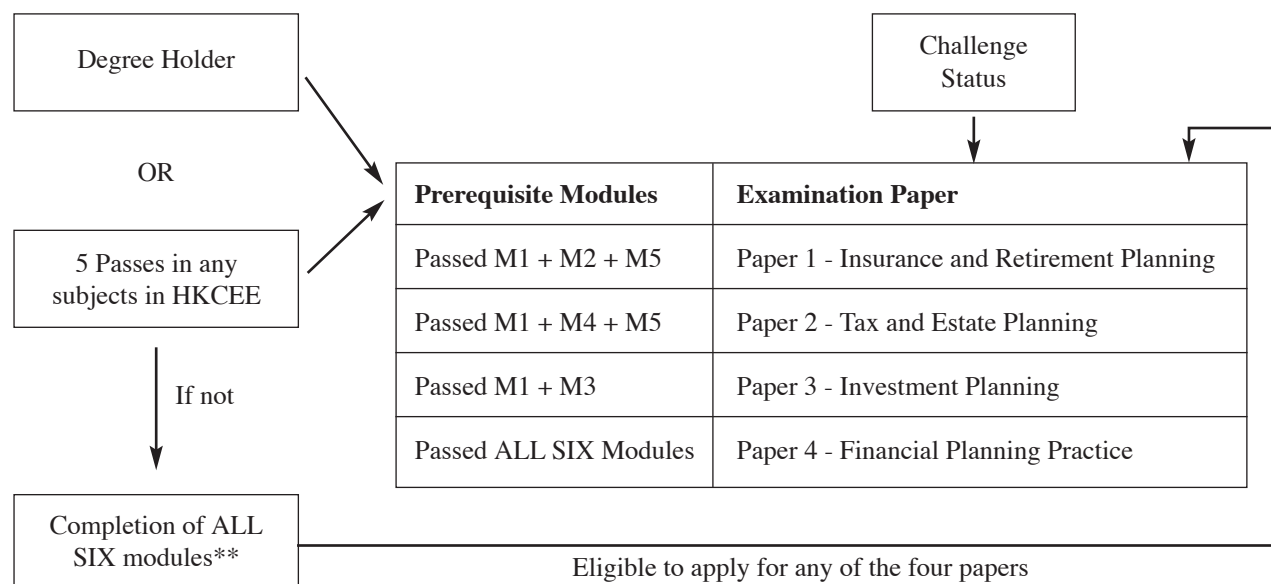 Degree Holder
OR
5 Passes in any
subjects in HKCEE
If not
Completion of ALL
SIX modules**
Challenge
Status
Prerequisite Modules Examination Paper
Passed M1 + M2 + M5 Paper 1 - Insurance and Retirement Planning
Passed M1 + M4 + M5 Paper 2 - Tax and Estate Planning
Passed M1 + M3 Paper 3 - Investment Planning
Passed ALL SIX Modules Paper 4 - Financial Planning Practice
Eligible to apply for any of the four papers